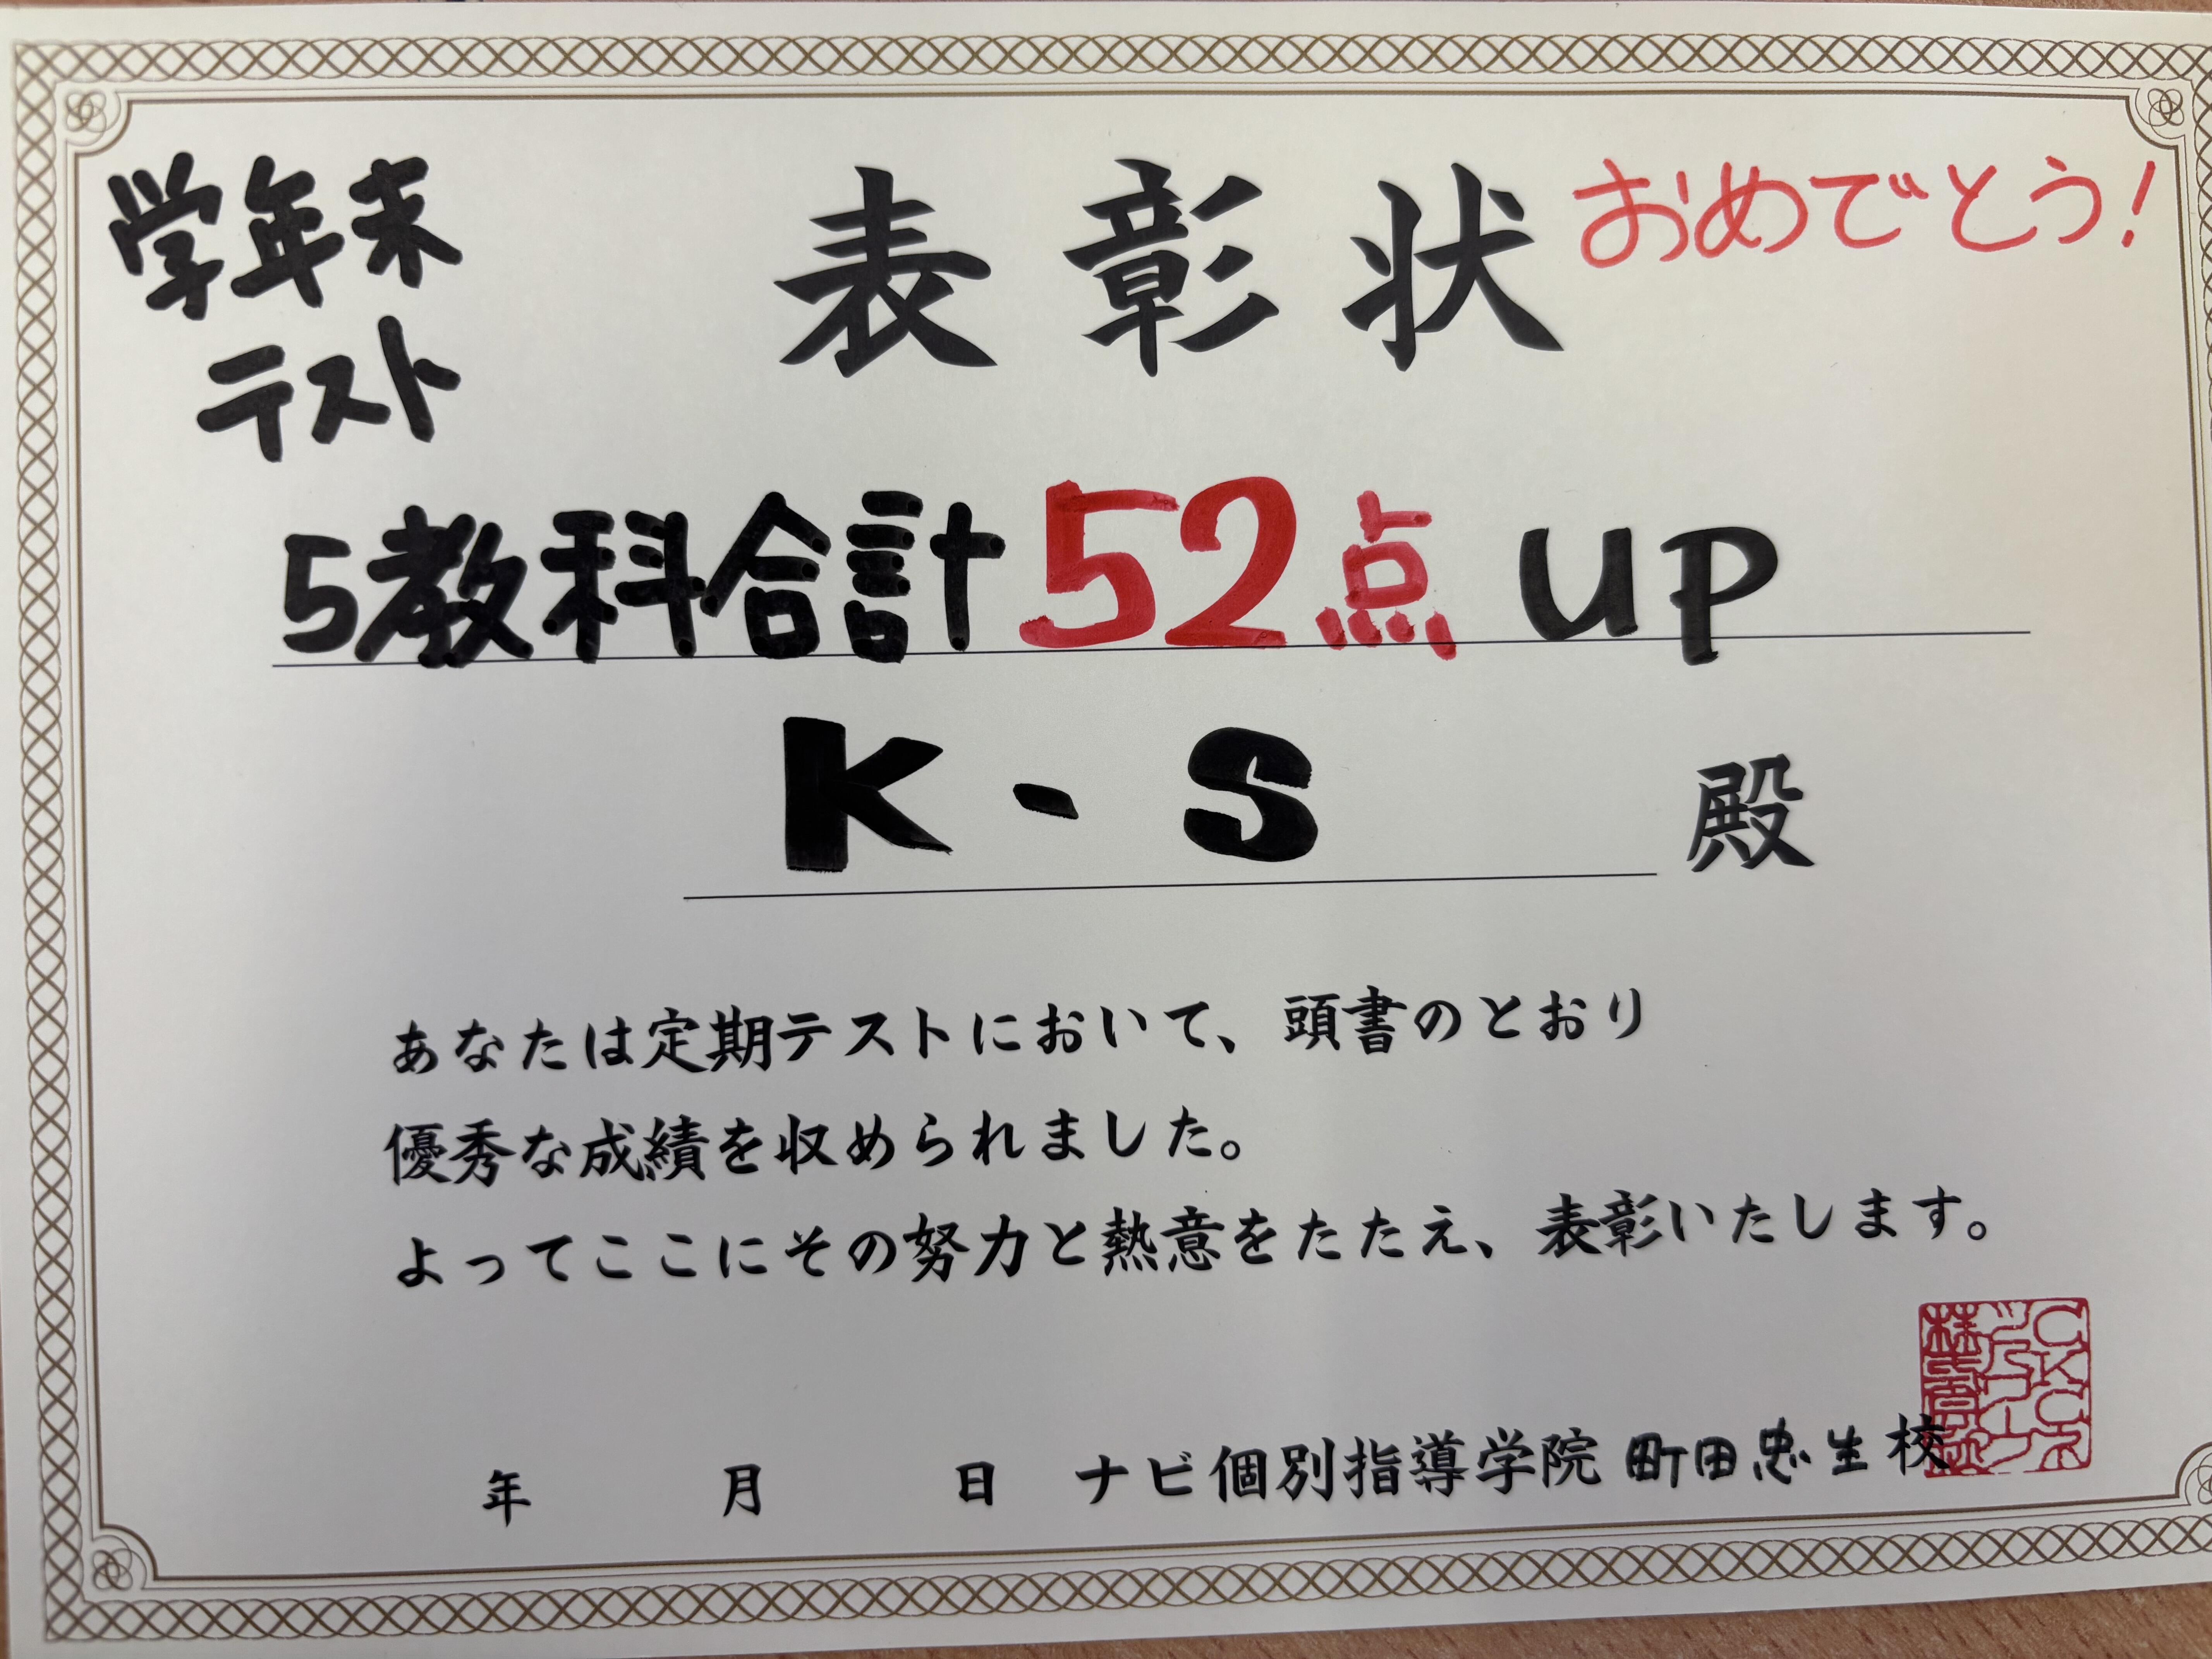 学年末
テスト
表彰状
おめでとう!
5教科合計52点 UP
K - S 殿
あなたは定期テストにおいて、頭書のとおり
優秀な成績を収められました。
よってここにその努力と熱意をたたえ、表彰いたします。
年 月 日 ナビ個別指導学院 町田忠生校